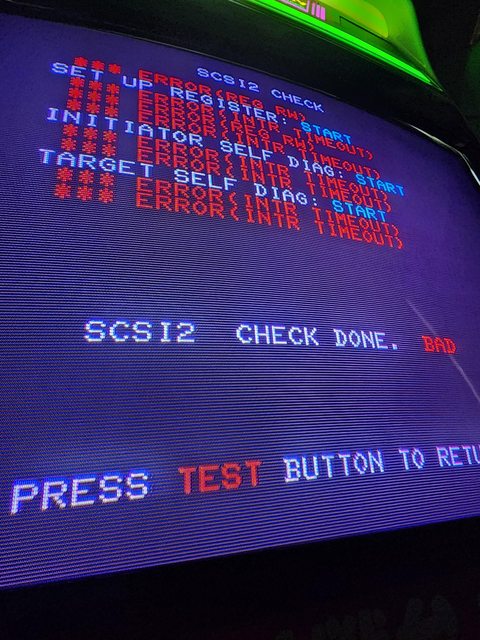 SCSI2 CHECK
*** ERROR(REG RW)
SET UP REGISTER: START
*** ERROR(INTR TIMEOUT)
*** ERROR(REG RW)
*** ERROR(INTR TIMEOUT)
INITIATOR SELF DIAG: START
*** ERROR(INTR TIMEOUT)
*** ERROR(INTR TIMEOUT)
TARGET SELF DIAG: START
*** ERROR(INTR TIMEOUT)
*** ERROR(INTR TIMEOUT)
SCSI2 CHECK DONE. BAD
PRESS TEST BUTTON TO RETU